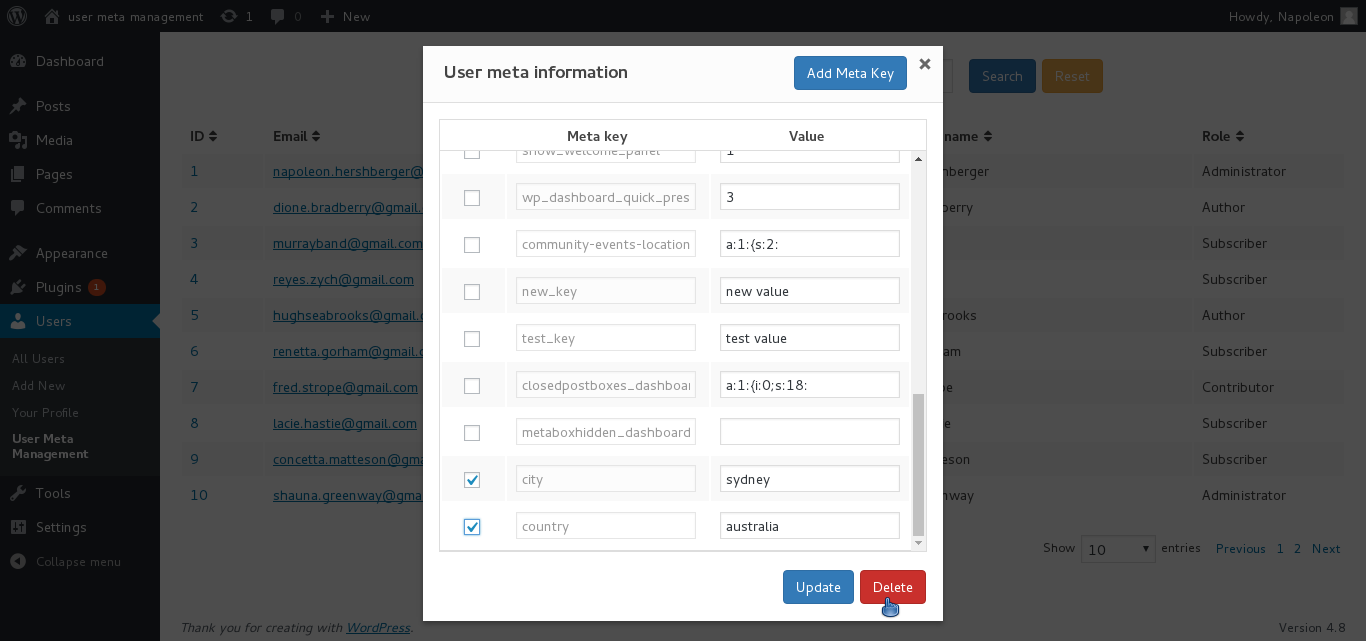 user meta management 1 0 New Howdy, Napoleon
Dashboard
Posts
Media
Pages
Comments
Appearance
Plugins 1
Users
All Users
Add New
Your Profile
User Meta
Management
Tools
Settings
Collapse menu
User meta information Add Meta Key
Search Reset
Meta key Value
show_welcome_panel 1
wp_dashboard_quick_pres 3
community-events-location a:1:{s:2:
new_key new value
test_key test value
closedpostboxes_dashboar a:1:{i:0;s:18:
metaboxhidden_dashboard
city sydney
country australia
Update Delete
ID Email name Role
1 napoleon.hershberger@ nberger Administrator
2 dione.bradberry@gmail. erry Author
3 murrayband@gmail.com Subscriber
4 reyes.zych@gmail.com Subscriber
5 hughseabrooks@gmail.c rooks Author
6 renetta.gorham@gmail.c am Subscriber
7 fred.strope@gmail.com pe Contributor
8 lacie.hastie@gmail.com e Subscriber
9 concetta.matteson@gm eson Subscriber
10 shauna.greenway@gma nway Administrator
Show 10 entries Previous 1 2 Next
Thank you for creating with WordPress. Version 4.8